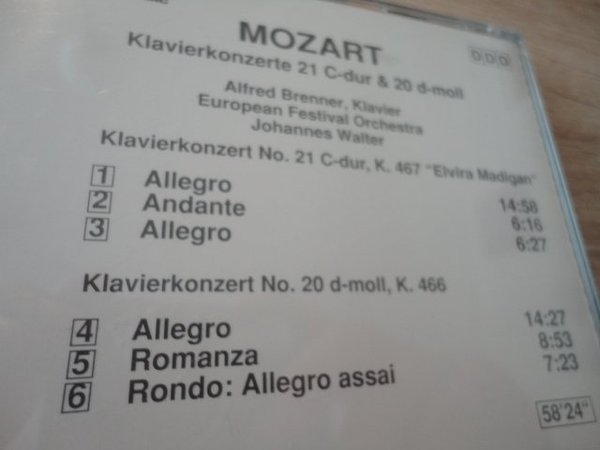 MOZART
DDD
Klavierkonzerte 21 C-dur & 20 d-moll
Alfred Brenner, Klavier
European Festival Orchestra
Johannes Walter
Klavierkonzert No. 21 C-dur, K. 467 "Elvira Madigan"
1 Allegro 14:58
2 Andante 6:16
3 Allegro 6:27
Klavierkonzert No. 20 d-moll, K. 466
4 Allegro 14:27
5 Romanza 8:53
6 Rondo: Allegro assai 7:23
58'24"